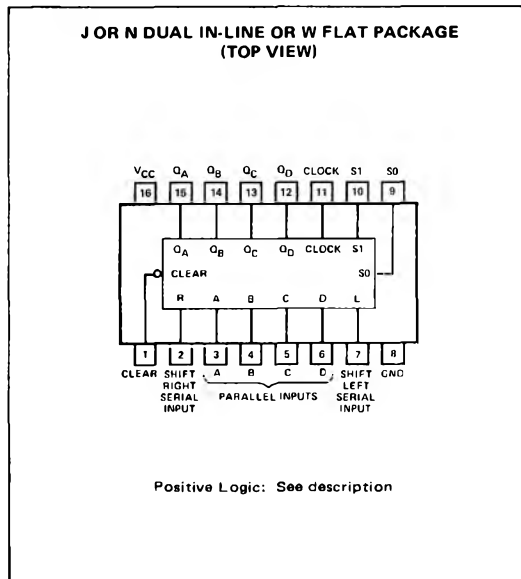 J OR N DUAL IN-LINE OR W FLAT PACKAGE
(TOP VIEW)
VCC QA QB QC QD CLOCK S1 S0
16 15 14 13 12 11 10 9
QA QB QC QD CLOCK S1
CLEAR S0
R A B C D L
1 2 3 4 5 6 7 8
CLEAR SHIFT RIGHT SERIAL INPUT A B C D SHIFT LEFT SERIAL INPUT GND
PARALLEL INPUTS
Positive Logic: See description